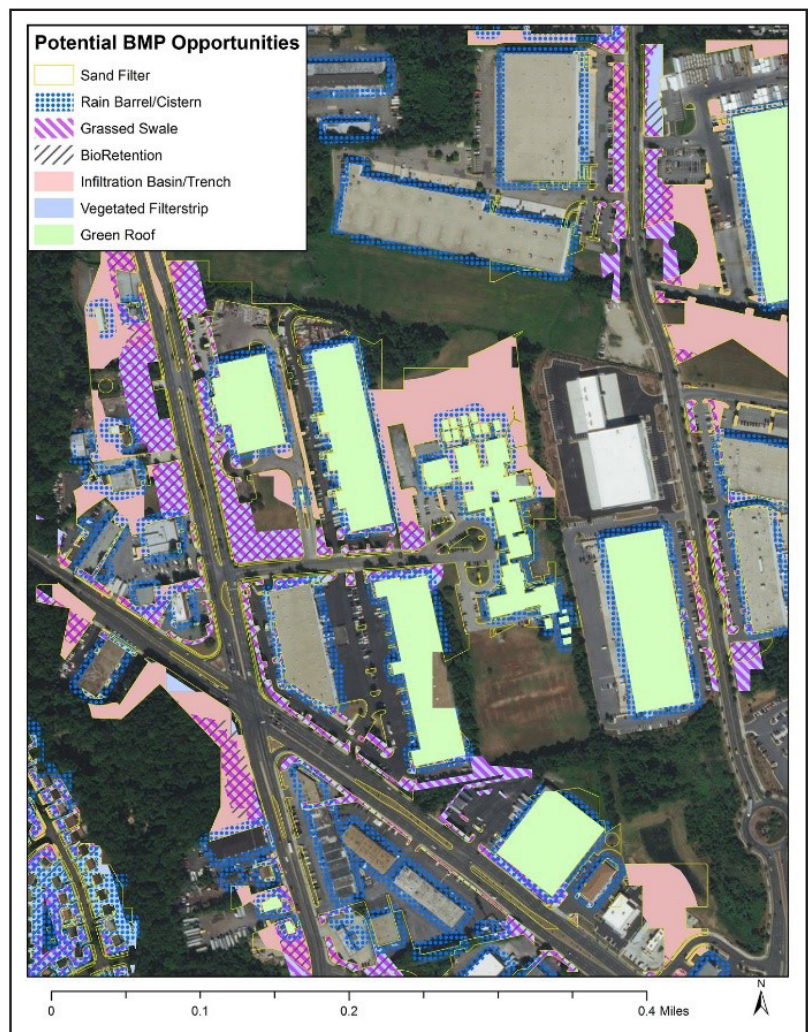 Potential BMP Opportunities
Sand Filter
Rain Barrel/Cistern
Grassed Swale
BioRetention
Infiltration Basin/Trench
Vegetated Filterstrip
Green Roof
N
0 0.1 0.2 0.4 Miles